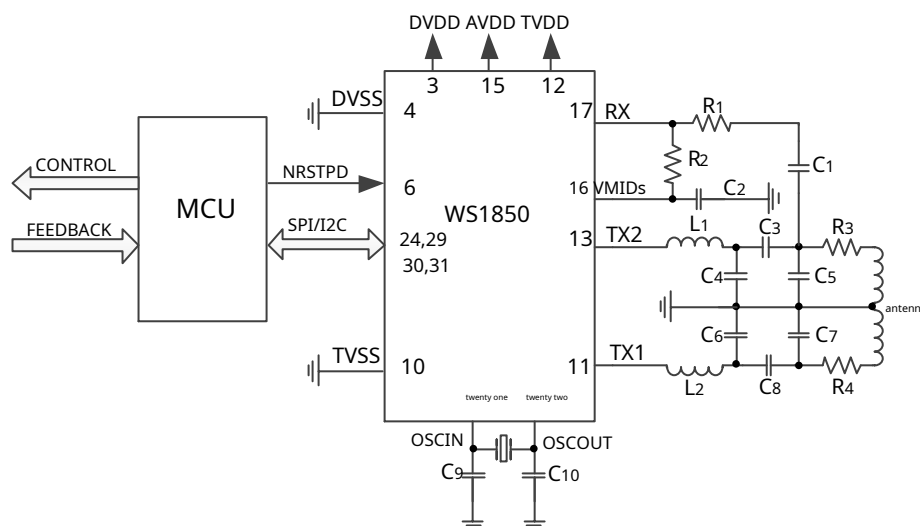 DVDD AVDD TVDD
3 15 12
DVSS 4
17 RX R1
CONTROL
NRSTPD 6
R2 C1
16 VMIDs C2
MCU
WS1850
FEEDBACK
SPI/I2C 24,29
30,31
13 TX2 L1 C3 R3
C4 C5
antenn
C6 C7
TVSS 10
11 TX1 L2 C8 R4
twenty one twenty two
OSCIN OSCOUT
C9 C10